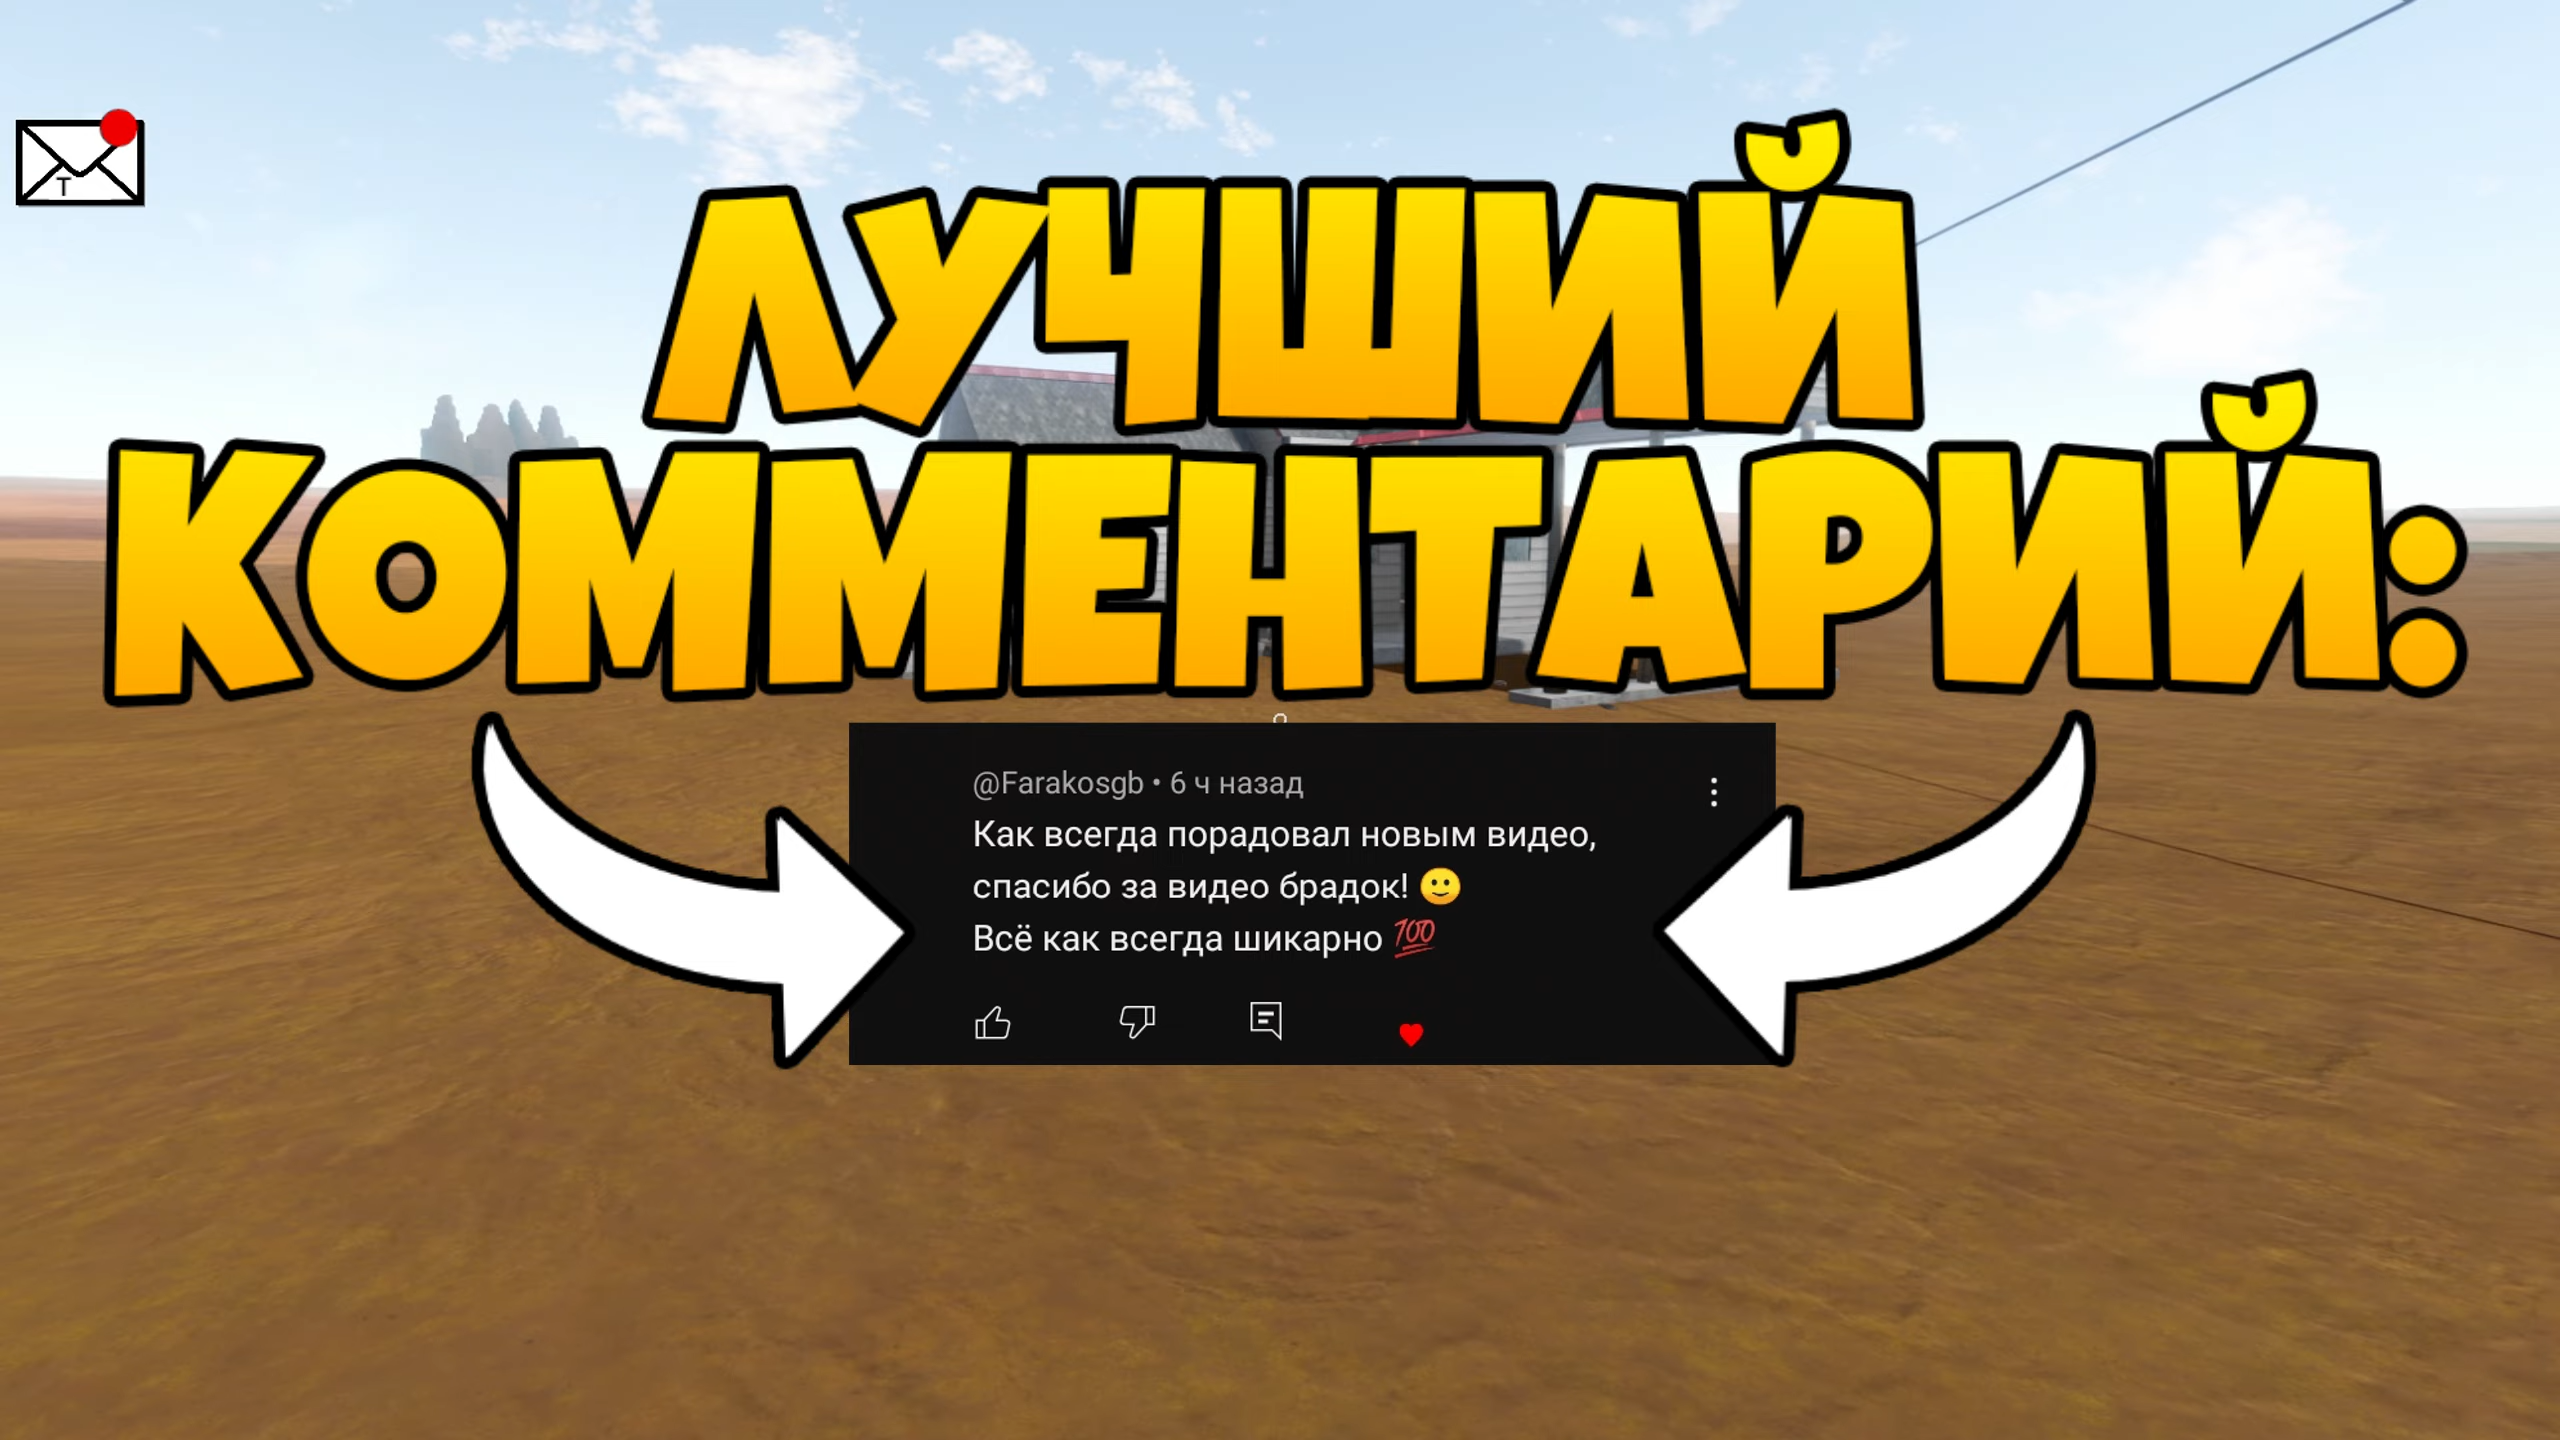 T
ЛУЧШИЙ
КОММЕНТАРИЙ:
@Farakosgb • 6 ч назад
Как всегда порадовал новым видео,
спасибо за видео брадок! 🙂
Всё как всегда шикарно 💯